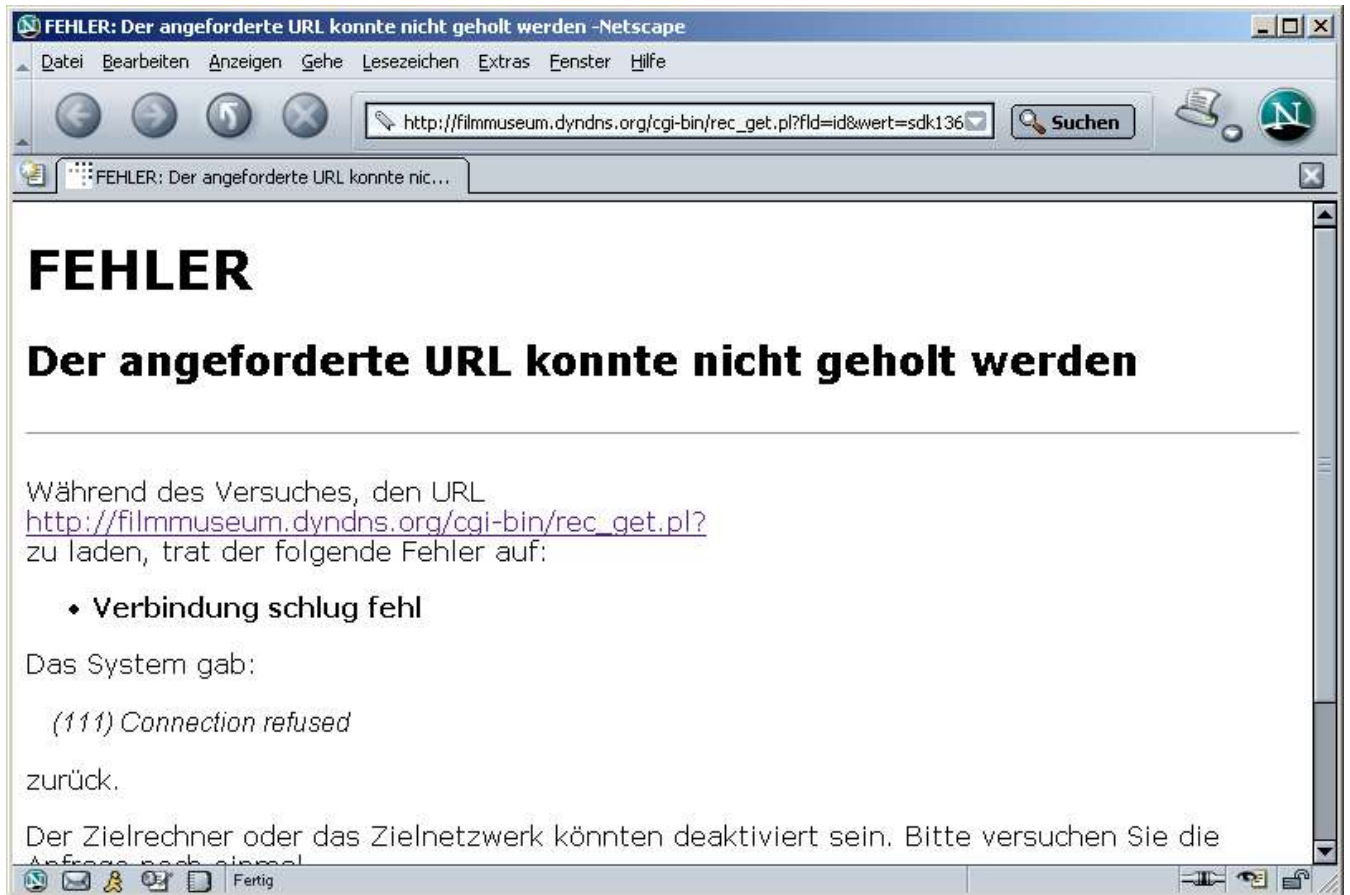 FEHLER: Der angeforderte URL konnte nicht geholt werden -Netscape
Datei Bearbeiten Anzeigen Gehe Lesezeichen Extras Fenster Hilfe
http://filmmuseum.dyndns.org/cgi-bin/rec_get.pl?fld=id&wert=sdk136 Suchen N
FEHLER: Der angeforderte URL konnte nic...
FEHLER
Der angeforderte URL konnte nicht geholt werden
Während des Versuches, den URL
http://filmmuseum.dyndns.org/cgi-bin/rec_get.pl?
zu laden, trat der folgende Fehler auf:
• Verbindung schlug fehl
Das System gab:
(111) Connection refused
zurück.
Der Zielrechner oder das Zielnetzwerk könnten deaktiviert sein. Bitte versuchen Sie die
Anfrage noch einmal
Fertig